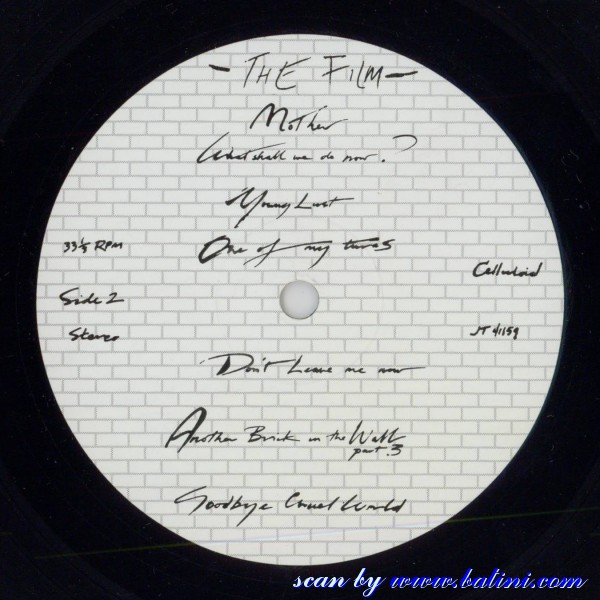 - THE FILM -
Mother
What shall we do now?
Young Lust
One of my turns
33⅓ RPM
Celluloid
Side 2
Stereo
JT 41159
Don't Leave me now
Another Brick in the Wall
part.3
Goodbye Cruel World
scan by www.batini.com